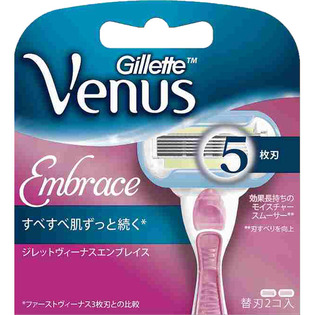 Gillette™
Venus
Embrace
5枚刃
すべすべ肌ずっと続く*
ジレットヴィーナスエンブレイス
効果長持ちの
モイスチャー
スムーサー**
**刃すべりを向上
*ファーストヴィーナス3枚刃との比較
替刃2コ入